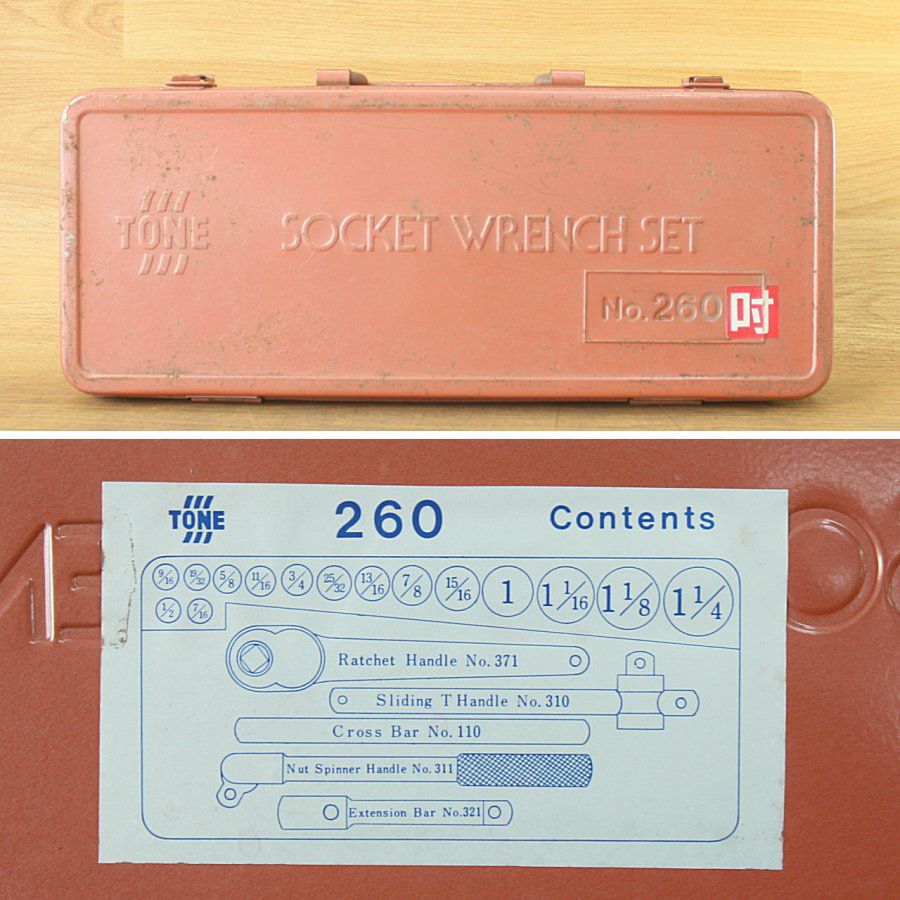 TONE
SOCKET WRENCH SET
No. 260 吋
TONE 260 Contents
9/16 19/32 5/8 11/16 3/4 25/32 13/16 7/8 15/16 1 1 1/16 1 1/8 1 1/4
1/2 7/16
Ratchet Handle No. 371
Sliding T Handle No. 310
Cross Bar No. 110
Nut Spinner Handle No. 311
Extension Bar No.321